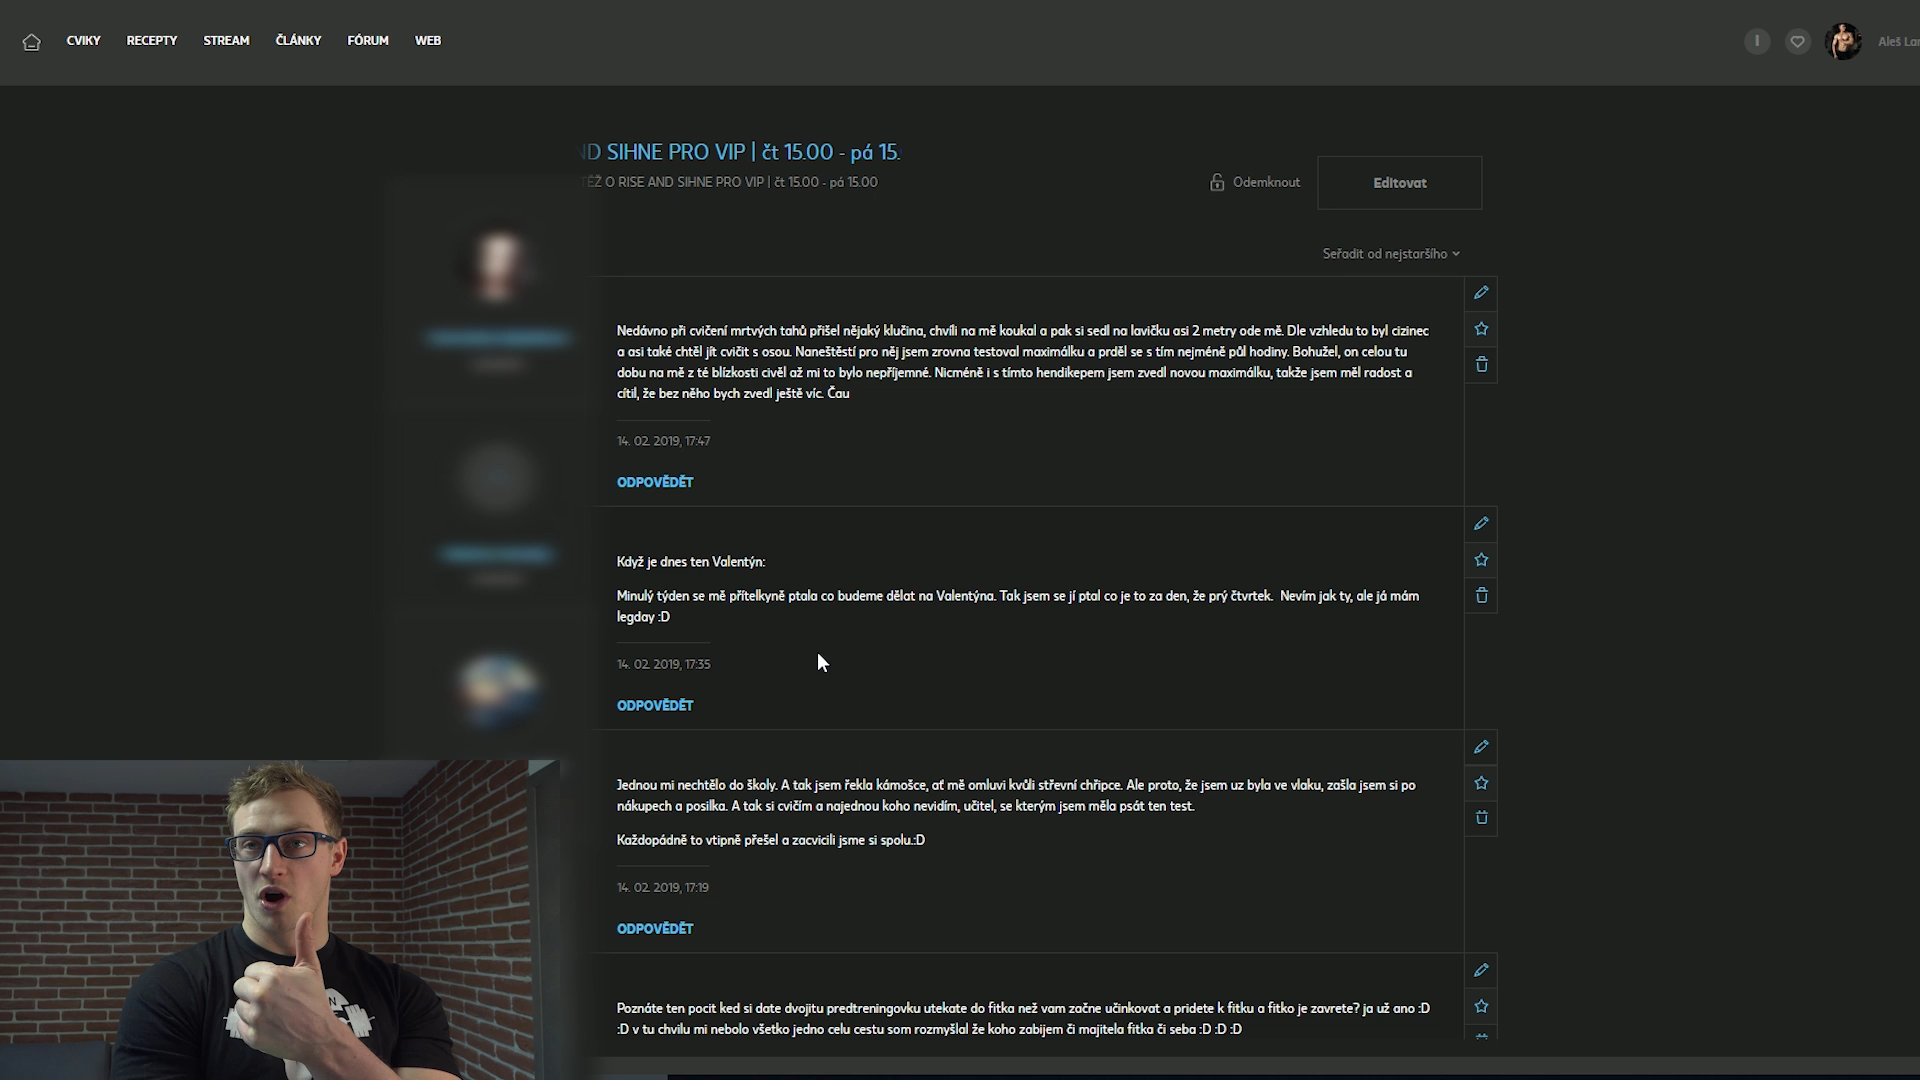 CVIKY RECEPTY STREAM ČLÁNKY FÓRUM WEB
Aleš
SIHNE PRO VIP | čt 15.00 - pá 15.
O RISE AND SIHNE PRO VIP | čt 15.00 - pá 15.00
Odemknout
Editovat
Seřadit od nejstaršího
Nedávno při cvičení mrtvých tahů přišel nějaký klučina, chvíli na mě koukal a pak si sedl na lavičku asi 2 metry ode mě. Dle vzhledu to byl cizinec
a asi také chtěl jít cvičit s osou. Naneštěstí pro něj jsem zrovna testoval maximálku a prděl se s tím nejméně půl hodiny. Bohužel, on celou tu
dobu na mě z té blízkosti civěl až mi to bylo nepříjemné. Nicméně i s tímto hendikepem jsem zvedl novou maximálku, takže jsem měl radost a
cítil, že bez něho bych zvedl ještě víc. Čau
14. 02. 2019, 17:47
ODPOVĚDĚT
Když je dnes ten Valentýn:
Minulý týden se mě přítelkyně ptala co budeme dělat na Valentýna. Tak jsem se jí ptal co je to za den, že prý čtvrtek. Nevím jak ty, ale já mám
legday :D
14. 02. 2019, 17:35
ODPOVĚDĚT
Jednou mi nechtělo do školy. A tak jsem řekla kámošce, ať mě omluvi kvůli střevní chřipce. Ale proto, že jsem uz byla ve vlaku, zašla jsem si po
nákupech a posilka. A tak si cvičím a najednou koho nevidím, učitel, se kterým jsem měla psát ten test.
Každopádně to vtipně přešel a zacvicili jsme si spolu.:D
14. 02. 2019, 17:19
ODPOVĚDĚT
Poznáte ten pocit ked si date dvojitu predtreningovku utekate do fitka než vam začne učinkovat a pridete k fitku a fitko je zavrete? ja už ano :D
:D v tu chvilu mi nebolo všetko jedno celu cestu som rozmyšlal že koho zabijem či majitela fitka či seba :D :D :D